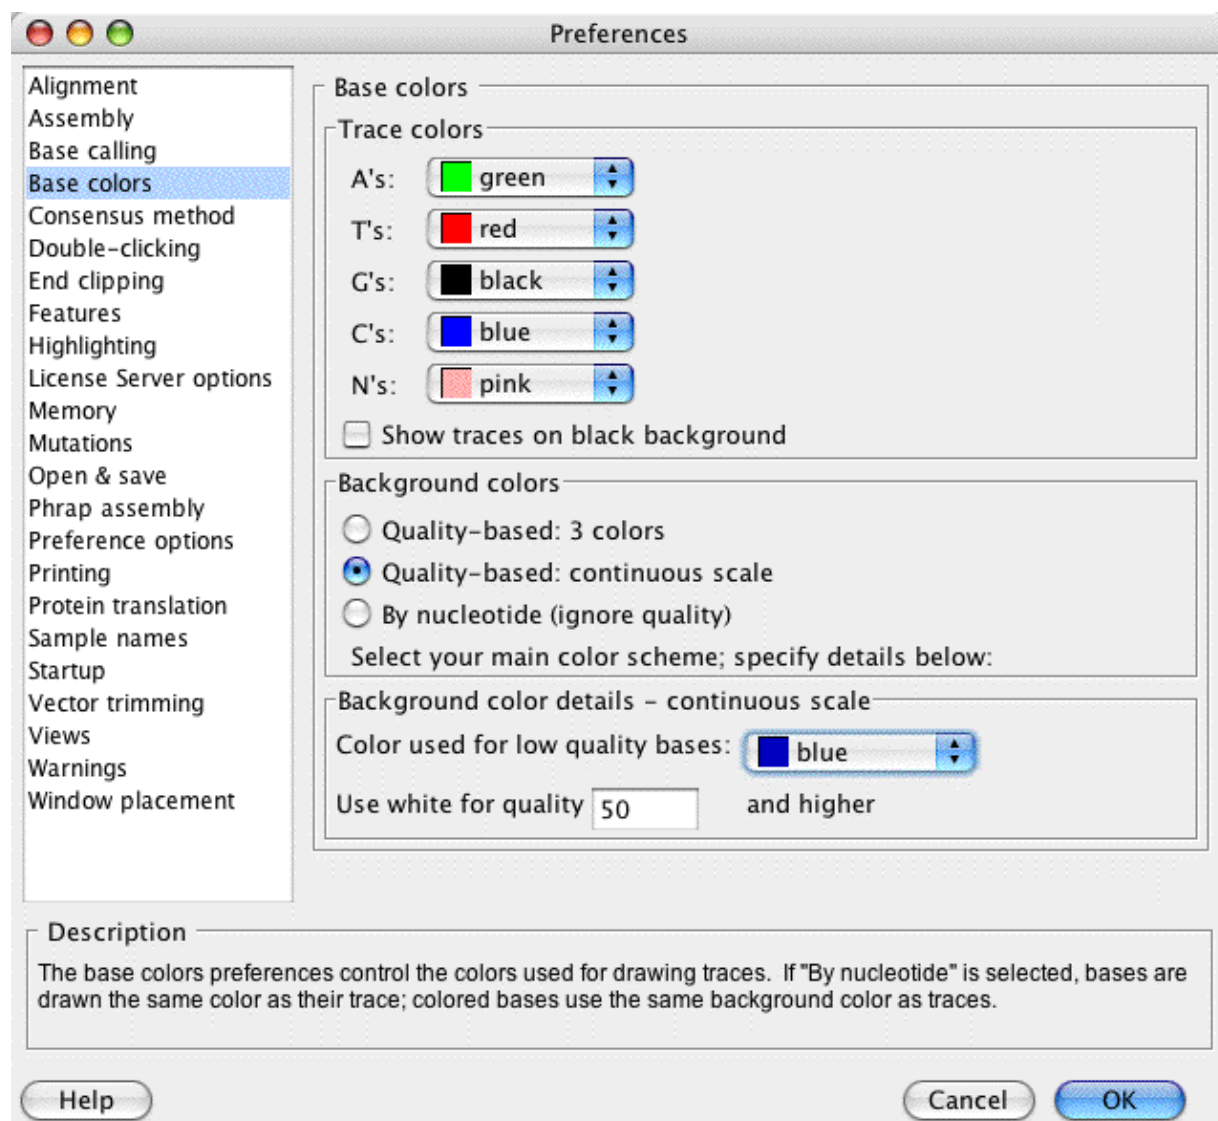 Preferences
Alignment
Assembly
Base calling
Base colors
Consensus method
Double-clicking
End clipping
Features
Highlighting
License Server options
Memory
Mutations
Open & save
Phrap assembly
Preference options
Printing
Protein translation
Sample names
Startup
Vector trimming
Views
Warnings
Window placement
Base colors
Trace colors
A's: green
T's: red
G's: black
C's: blue
N's: pink
Show traces on black background
Background colors
Quality-based: 3 colors
Quality-based: continuous scale
By nucleotide (ignore quality)
Select your main color scheme; specify details below:
Background color details - continuous scale
Color used for low quality bases: blue
Use white for quality 50 and higher
Description
The base colors preferences control the colors used for drawing traces. If "By nucleotide" is selected, bases are
drawn the same color as their trace; colored bases use the same background color as traces.
Help Cancel OK